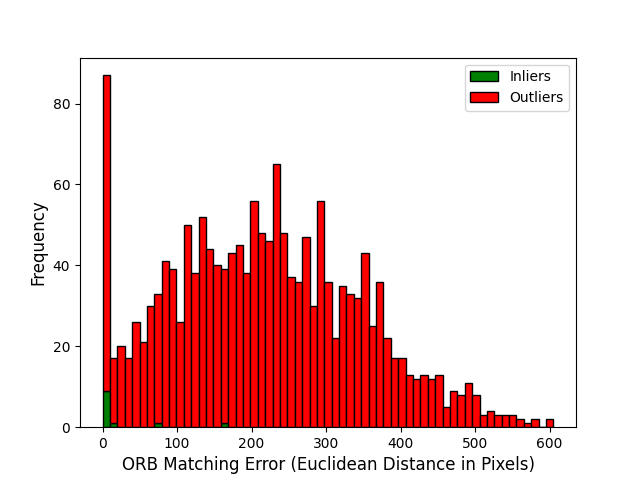 Inliers
Outliers
80
60
40
20
0
Frequency
0 100 200 300 400 500 600
ORB Matching Error (Euclidean Distance in Pixels)